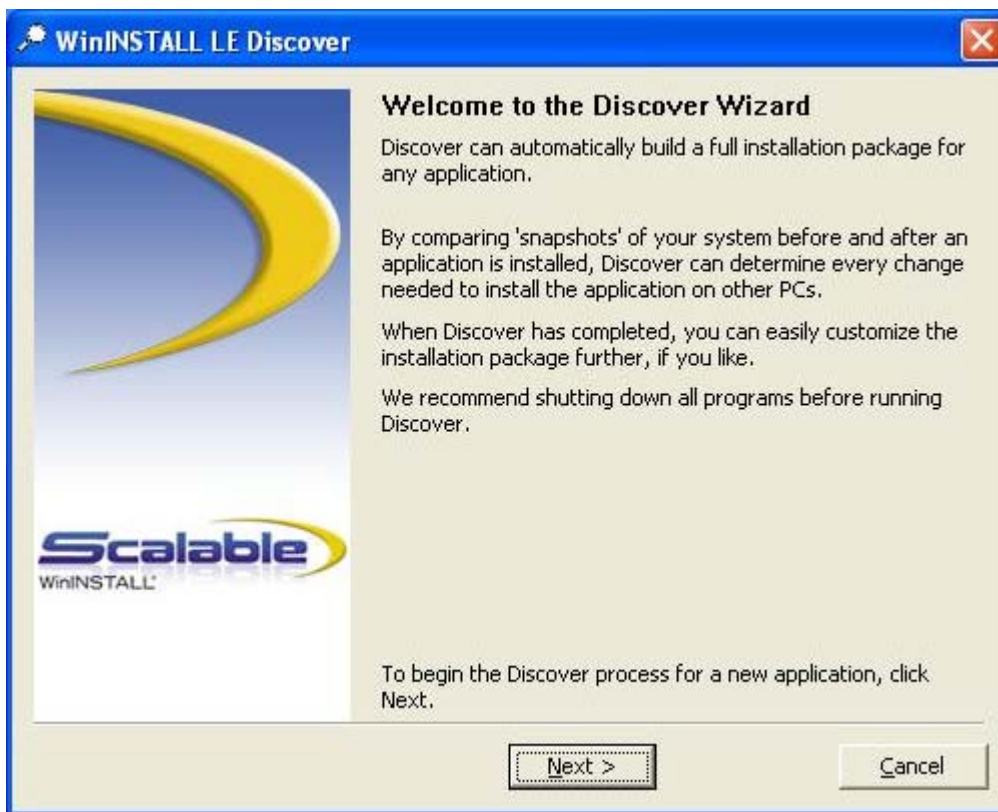 WinINSTALL LE Discover
Welcome to the Discover Wizard
Discover can automatically build a full installation package for
any application.
By comparing 'snapshots' of your system before and after an
application is installed, Discover can determine every change
needed to install the application on other PCs.
When Discover has completed, you can easily customize the
installation package further, if you like.
We recommend shutting down all programs before running
Discover.
Scalable
WinINSTALL
To begin the Discover process for a new application, click
Next.
Next >
Cancel